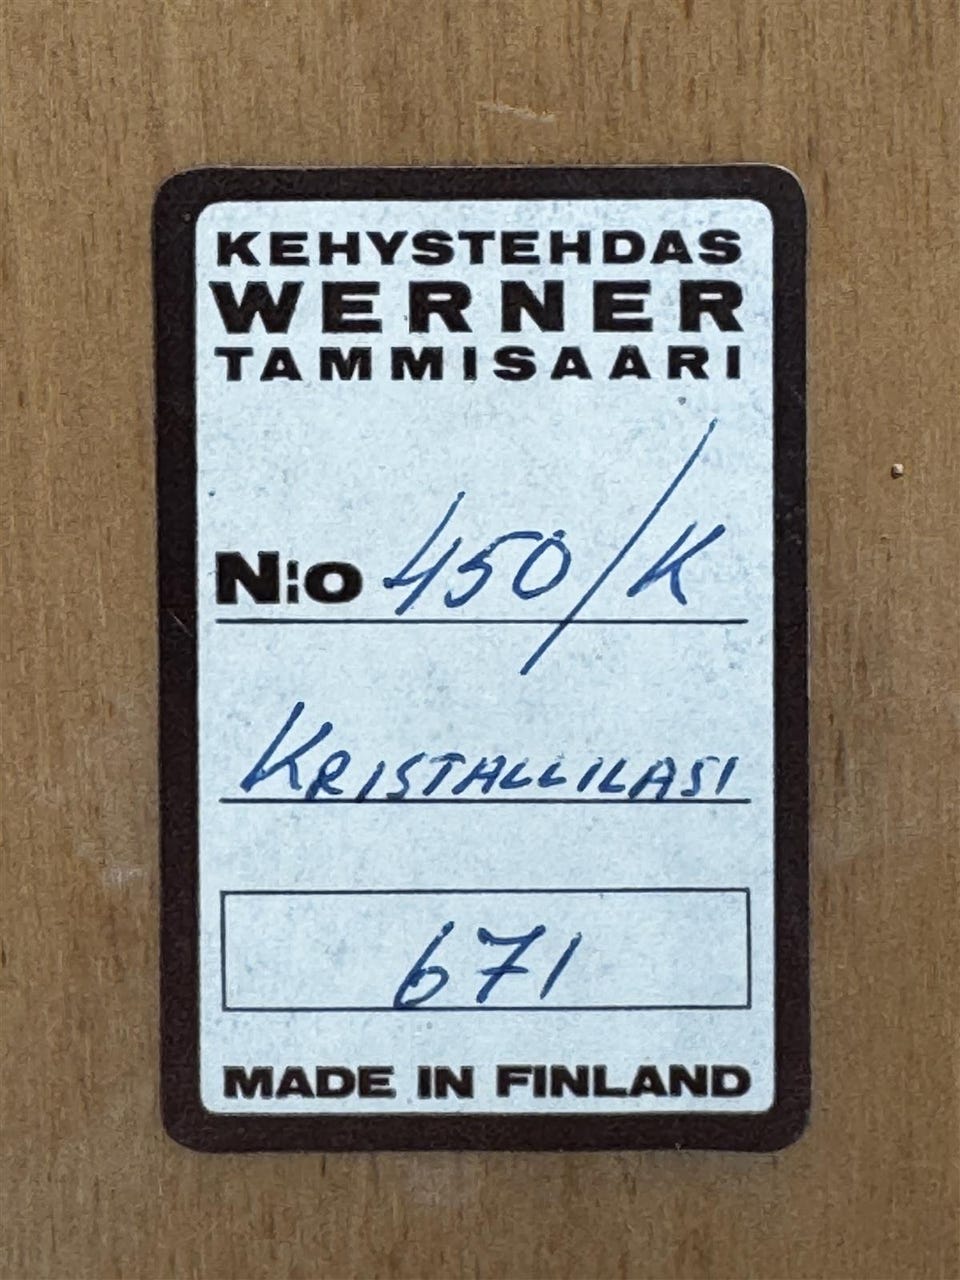 KEHYSTEHDAS
WERNER
TAMMISAARI
N:o 450/K
KRISTALLILASI
671
MADE IN FINLAND